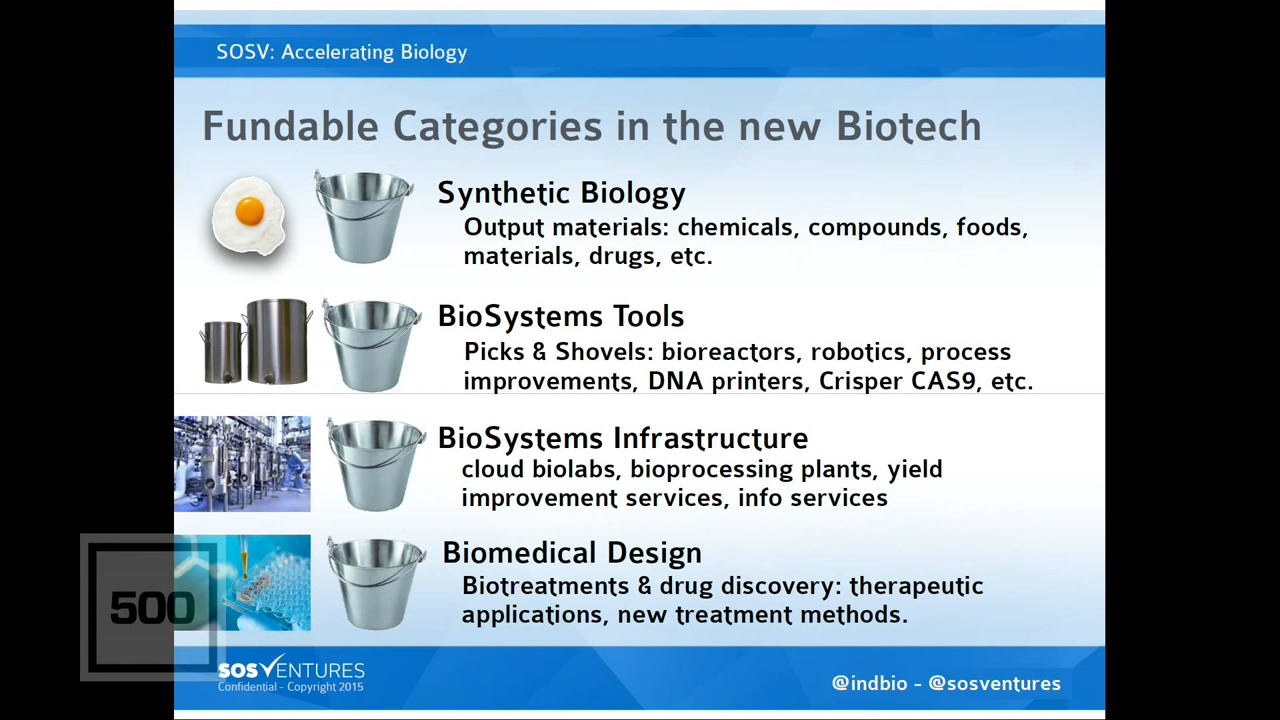 SOSV: Accelerating Biology
Fundable Categories in the new Biotech
Synthetic Biology
Output materials: chemicals, compounds, foods,
materials, drugs, etc.
BioSystems Tools
Picks & Shovels: bioreactors, robotics, process
improvements, DNA printers, Crisper CAS9, etc.
BioSystems Infrastructure
cloud biolabs, bioprocessing plants, yield
improvement services, info services
Biomedical Design
Biotreatments & drug discovery: therapeutic
applications, new treatment methods.
500
SOSVENTURES
Confidential - Copyright 2015
@indbio - @sosventures